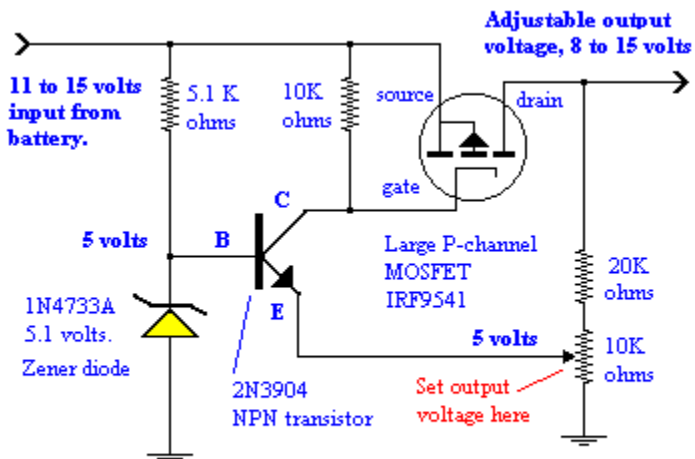 Adjustable output
voltage, 8 to 15 volts
11 to 15 volts
input from
battery.
5.1 K
ohms
10K
ohms
source
drain
gate
C
5 volts
B
E
Large P-channel
MOSFET
IRF9541
20K
ohms
1N4733A
5.1 volts.
Zener diode
5 volts
10K
ohms
2N3904
NPN transistor
Set output
voltage here